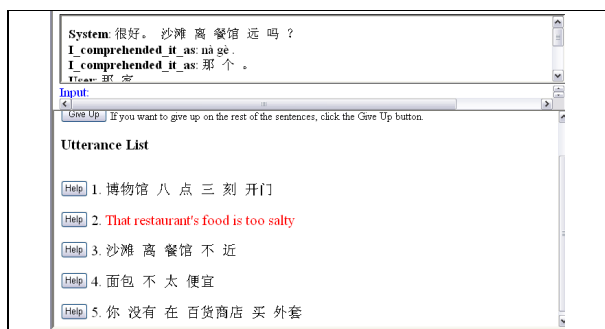 System: 很好。 沙滩 离 餐馆 远 吗 ？
I_comprehended_it_as: nà gè .
I_comprehended_it_as: 那 个 。
User: 那 家
Input:
Give Up If you want to give up on the rest of the sentences, click the Give Up button.
Utterance List
Help 1. 博物馆 八 点 三 刻 开门
Help 2. That restaurant's food is too salty
Help 3. 沙滩 离 餐馆 不 近
Help 4. 面包 不 太 便宜
Help 5. 你 没有 在 百货商店 买 外套